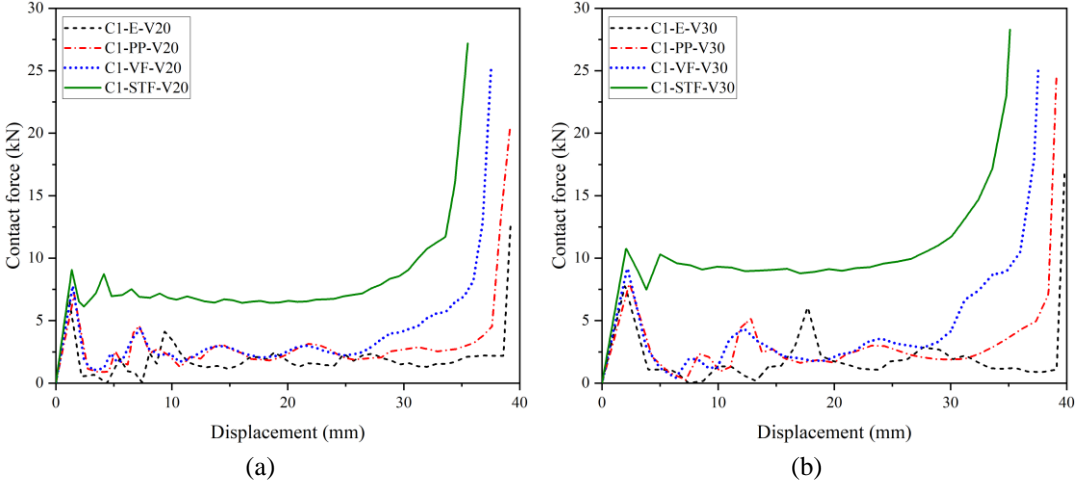 30
25
20
15
10
5
0
Contact force (kN)
C1-E-V20
C1-PP-V20
C1-VF-V20
C1-STF-V20
0 10 20 30 40
Displacement (mm)
(a)
30
25
20
15
10
5
0
Contact force (kN)
C1-E-V30
C1-PP-V30
C1-VF-V30
C1-STF-V30
0 10 20 30 40
Displacement (mm)
(b)